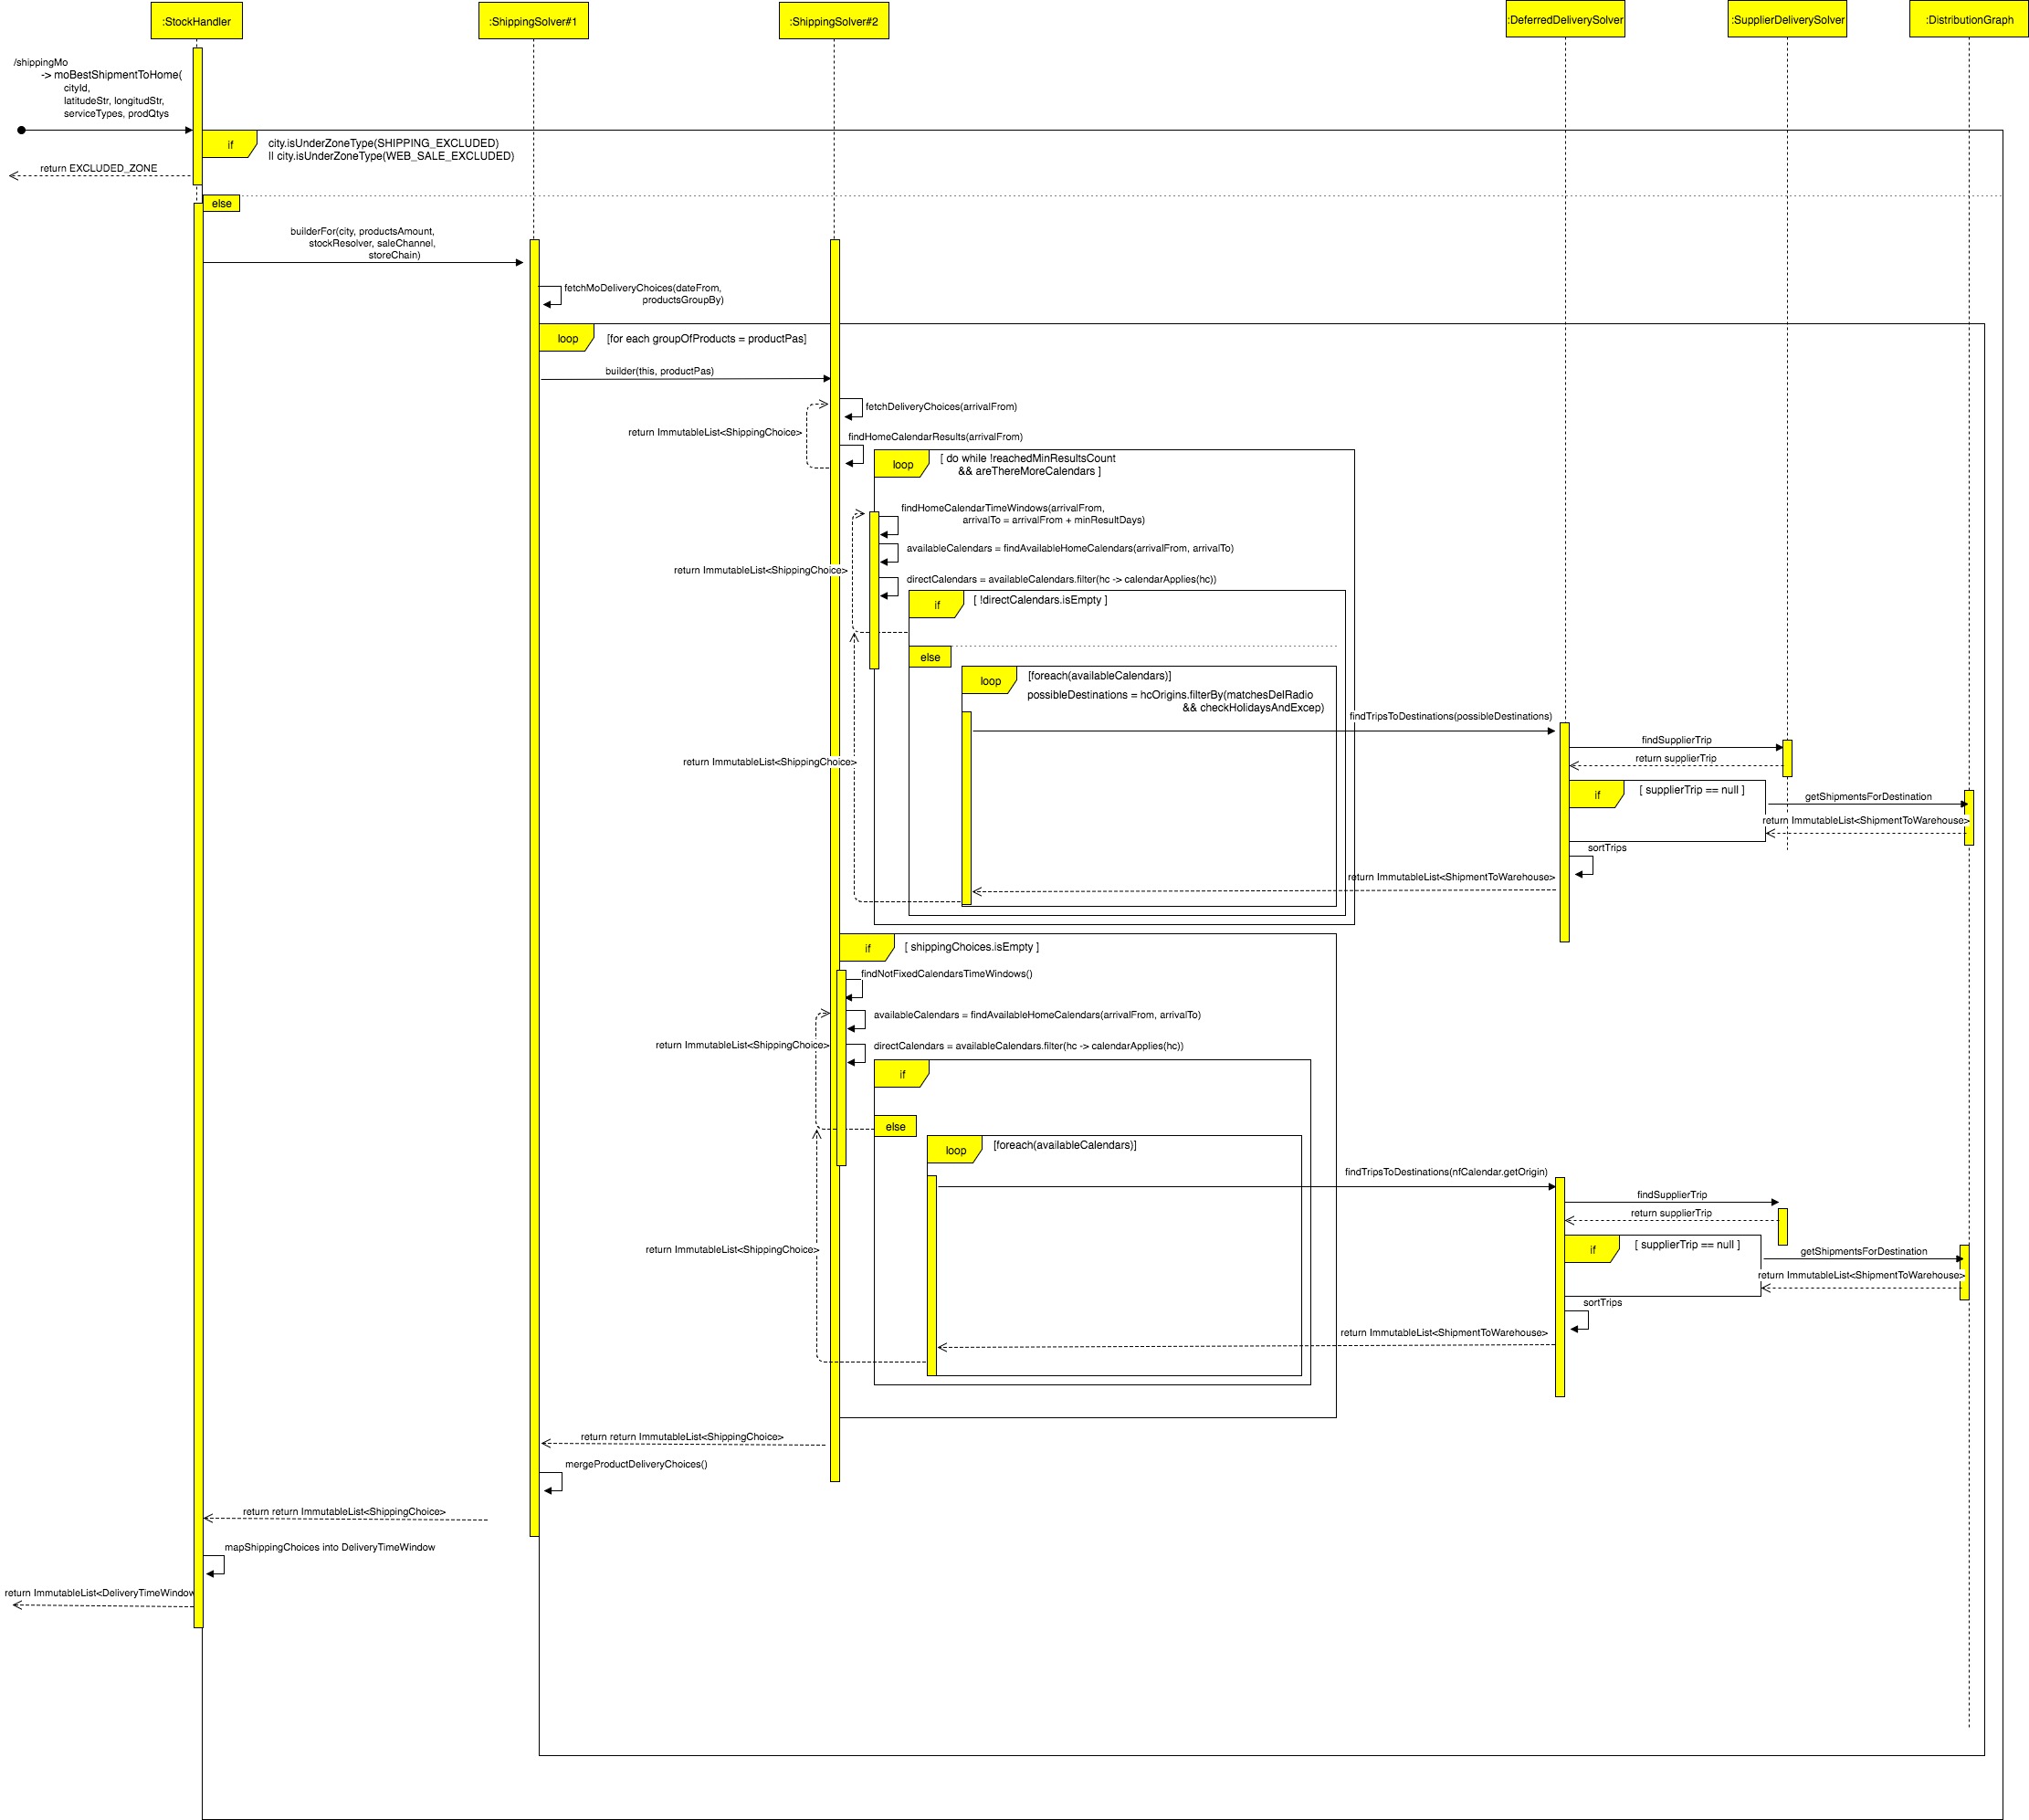 :StockHandler
:ShippingSolver#1
:ShippingSolver#2
:DeferredDeliverySolver
:SupplierDeliverySolver
:DistributionGraph
/shippingMo
-> moBestShipmentToHome(
cityId,
latitudeStr, longitudStr,
serviceTypes, prodQtys
if
city.isUnderZoneType(SHIPPING_EXCLUDED)
|| city.isUnderZoneType(WEB_SALE_EXCLUDED)
return EXCLUDED_ZONE
else
builderFor(city, productsAmount,
stockResolver, saleChannel,
storeChain)
fetchMoDeliveryChoices(dateFrom,
productsGroupBy)
loop
[for each groupOfProducts = productPas]
builder(this, productPas)
fetchDeliveryChoices(arrivalFrom)
return ImmutableList<ShippingChoice>
findHomeCalendarResults(arrivalFrom)
loop
[ do while !reachedMinResultsCount
&& areThereMoreCalendars ]
findHomeCalendarTimeWindows(arrivalFrom,
arrivalTo = arrivalFrom + minResultDays)
availableCalendars = findAvailableHomeCalendars(arrivalFrom, arrivalTo)
return ImmutableList<ShippingChoice>
directCalendars = availableCalendars.filter(hc -> calendarApplies(hc))
if
[ !directCalendars.isEmpty ]
else
loop
[foreach(availableCalendars)]
possibleDestinations = hcOrigins.filterBy(matchesDelRadio
&& checkHolidaysAndExcep)
findTripsToDestinations(possibleDestinations)
findSupplierTrip
return supplierTrip
return ImmutableList<ShippingChoice>
if
[ supplierTrip == null ]
getShipmentsForDestination
return ImmutableList<ShipmentToWarehouse>
sortTrips
return ImmutableList<ShipmentToWarehouse>
if
[ shippingChoices.isEmpty ]
findNotFixedCalendarsTimeWindows()
availableCalendars = findAvailableHomeCalendars(arrivalFrom, arrivalTo)
return ImmutableList<ShippingChoice>
directCalendars = availableCalendars.filter(hc -> calendarApplies(hc))
if
else
loop
[foreach(availableCalendars)]
findTripsToDestinations(nfCalendar.getOrigin)
findSupplierTrip
return supplierTrip
return ImmutableList<ShippingChoice>
if
[ supplierTrip == null ]
getShipmentsForDestination
return ImmutableList<ShipmentToWarehouse>
sortTrips
return ImmutableList<ShipmentToWarehouse>
return return ImmutableList<ShippingChoice>
mergeProductDeliveryChoices()
return return ImmutableList<ShippingChoice>
mapShippingChoices into DeliveryTimeWindow
return ImmutableList<DeliveryTimeWindow